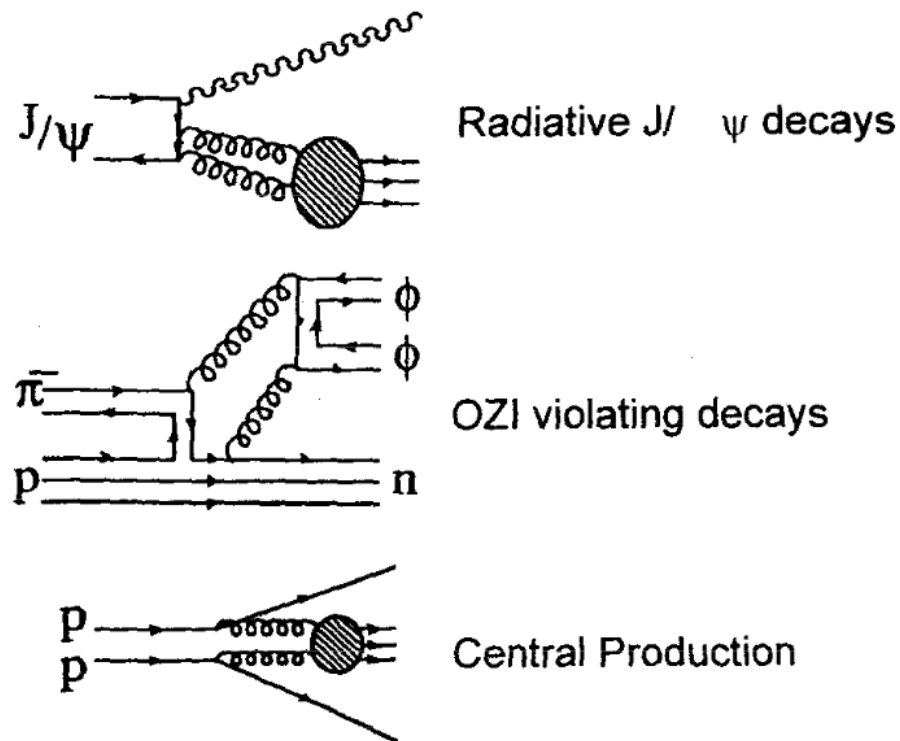 J/ψ
Radiative J/ ψ decays
ϕ
ϕ
π-
OZI violating decays
p
n
p
p
Central Production